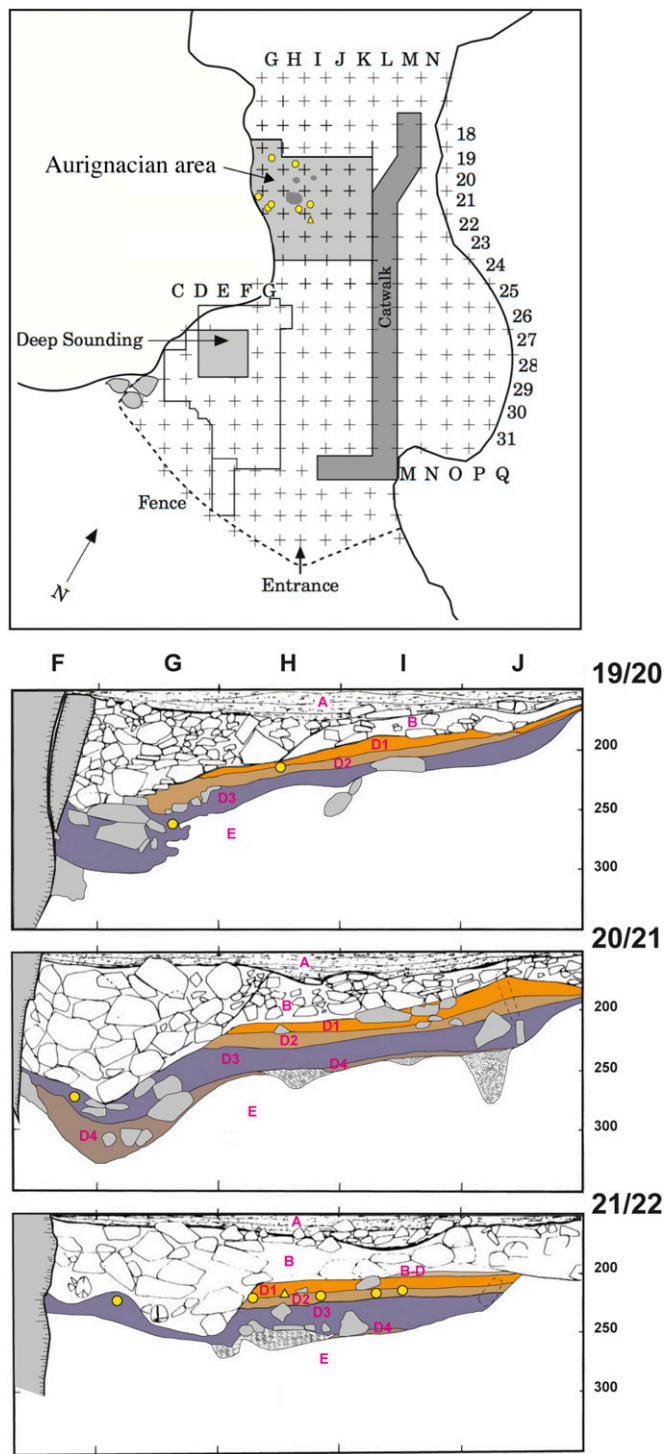 G H I J K L M N
18
19
Aurignacian area
20
21
22
23
24
C D E F G
25
26
Catwalk
27
Deep Sounding
28
29
30
31
M N O P Q
Fence
Entrance
N
F G H I J 19/20
A
B
D1
200
D2
D3
250
E
300
20/21
A
B
200
D1
D2
D3
D4
250
E
D4
300
21/22
A
B
B-D
200
D1
D2
D3
D4
250
E
300